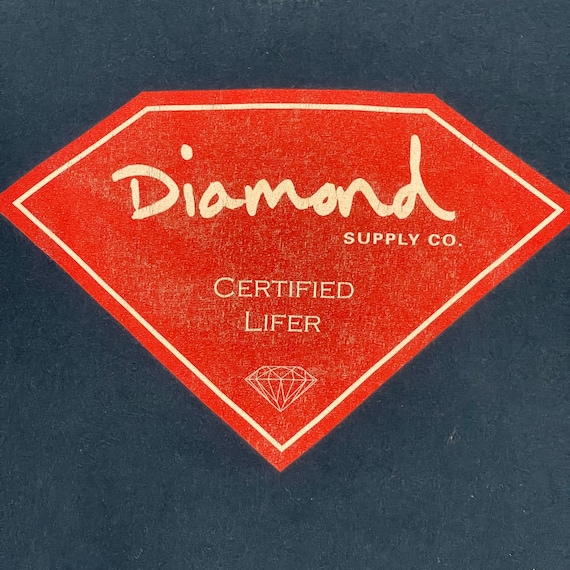 Diamond
SUPPLY CO.
CERTIFIED
LIFER